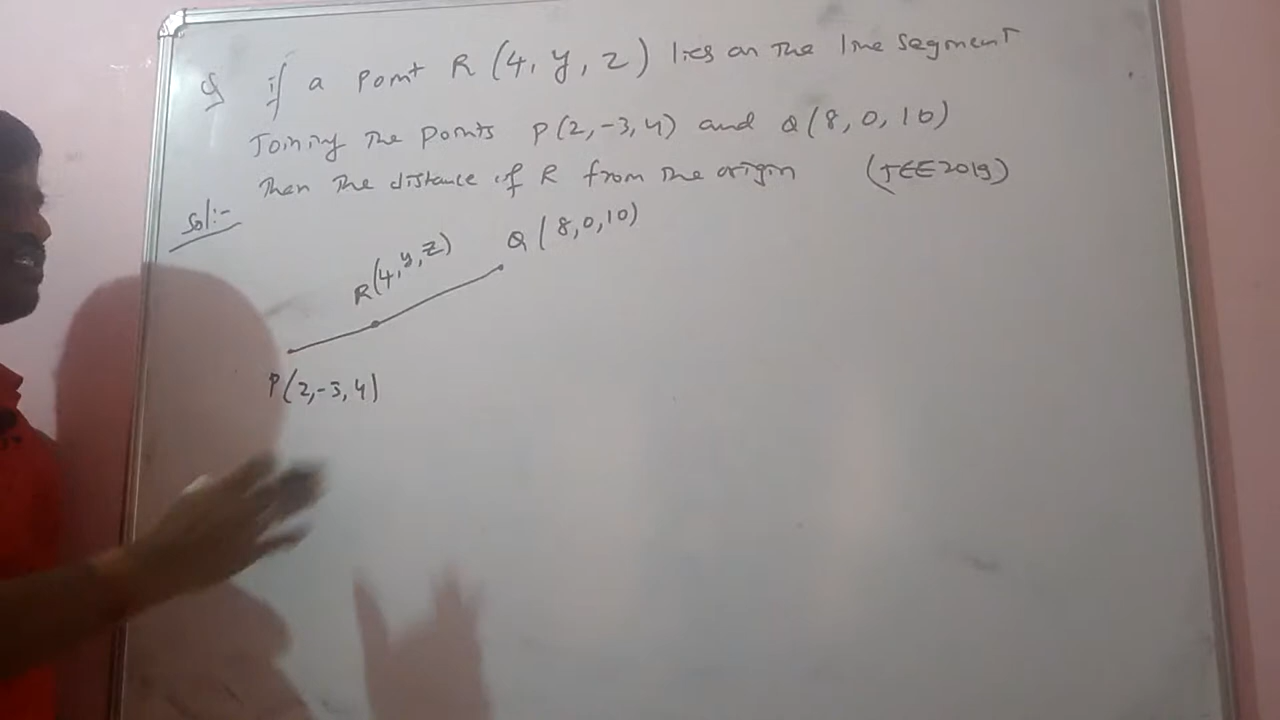 Q if a Point R (4, y, z) lies on The line segment
Joining The Points P(2,-3,4) and Q(8, 0, 10)
Then The distance of R from The origin (JEE 2019)
Sol:-
Q (8,0,10)
R(4,y,z)
P(2,-3,4)